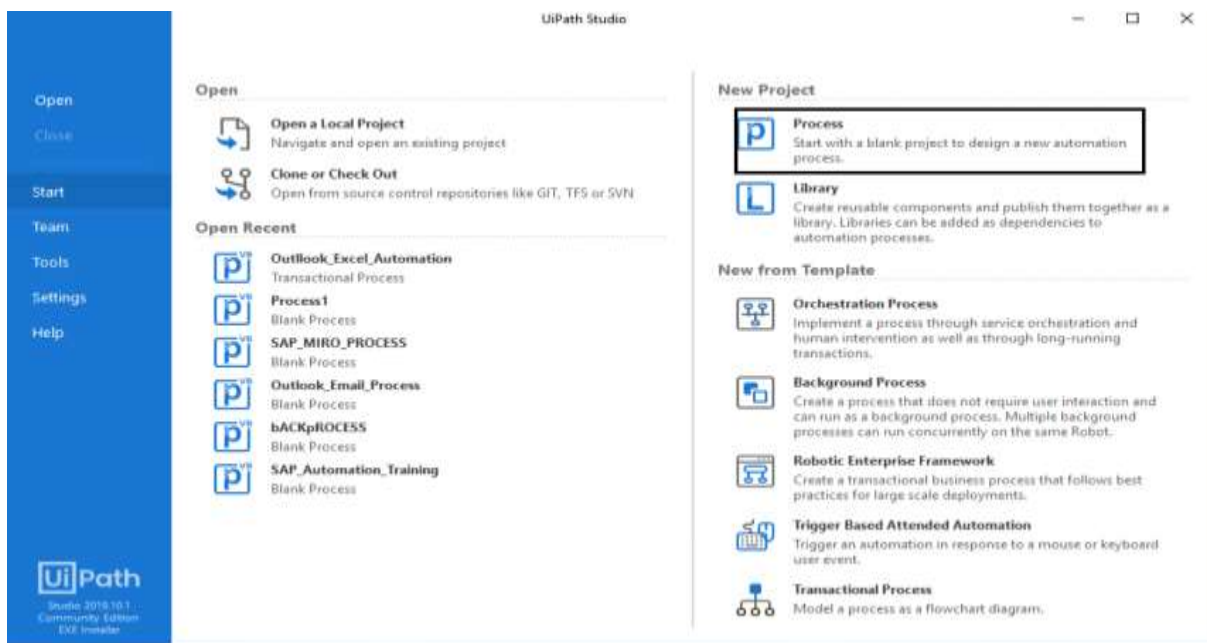 UiPath Studio
Open
Close
Start
Team
Tools
Settings
Help
UiPath
Studio 2019.10.1
Community Edition
EXE Installer
Open
Open a Local Project
Navigate and open an existing project
Clone or Check Out
Open from source control repositories like GIT, TFS or SVN
Open Recent
Outllook_Excel_Automation
Transactional Process
Process1
Blank Process
SAP_MIRO_PROCESS
Blank Process
Outlook_Email_Process
Blank Process
bACKpROCESS
Blank Process
SAP_Automation_Training
Blank Process
New Project
Process
Start with a blank project to design a new automation
process.
Library
Create reusable components and publish them together as a
library. Libraries can be added as dependencies to
automation processes.
New from Template
Orchestration Process
Implement a process through service orchestration and
human intervention as well as through long-running
transactions.
Background Process
Create a process that does not require user interaction and
can run as a background process. Multiple background
processes can run concurrently on the same Robot.
Robotic Enterprise Framework
Create a transactional business process that follows best
practices for large scale deployments.
Trigger Based Attended Automation
Trigger an automation in response to a mouse or keyboard
user event.
Transactional Process
Model a process as a flowchart diagram.